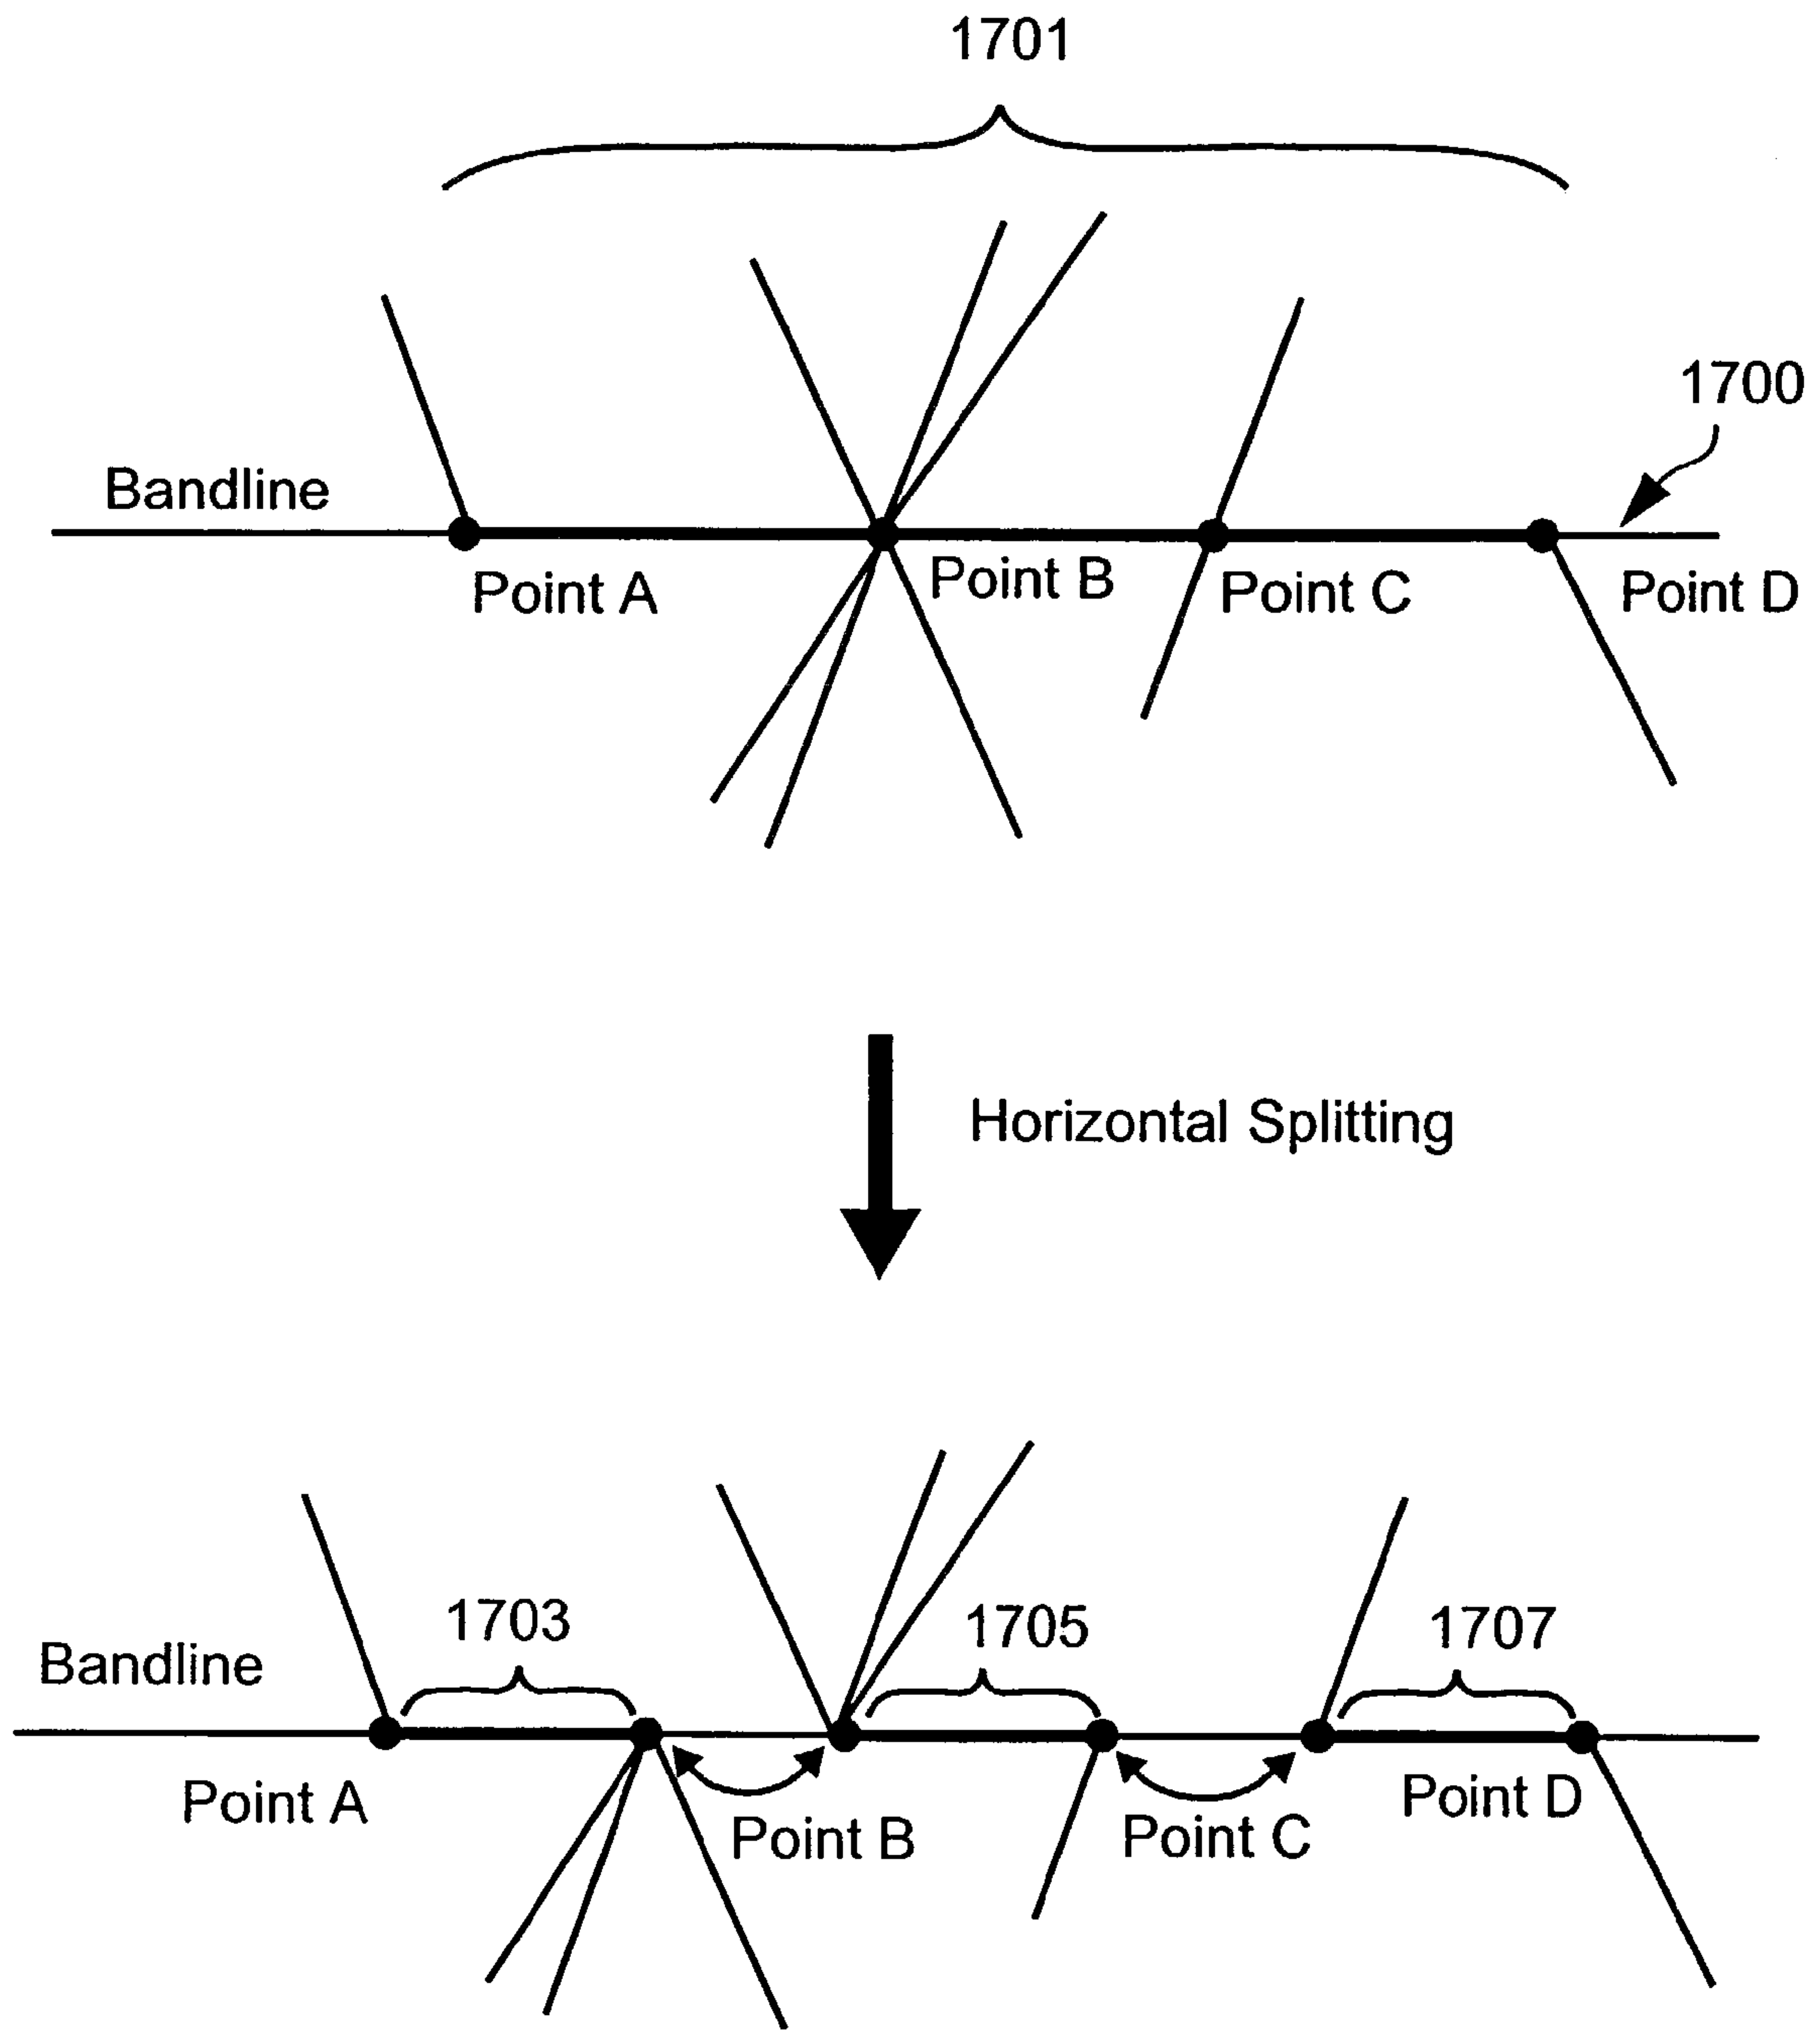 1701
1700
Bandline
Point A
Point B
Point C
Point D
Horizontal Splitting
1703
1705
1707
Bandline
Point A
Point B
Point C
Point D